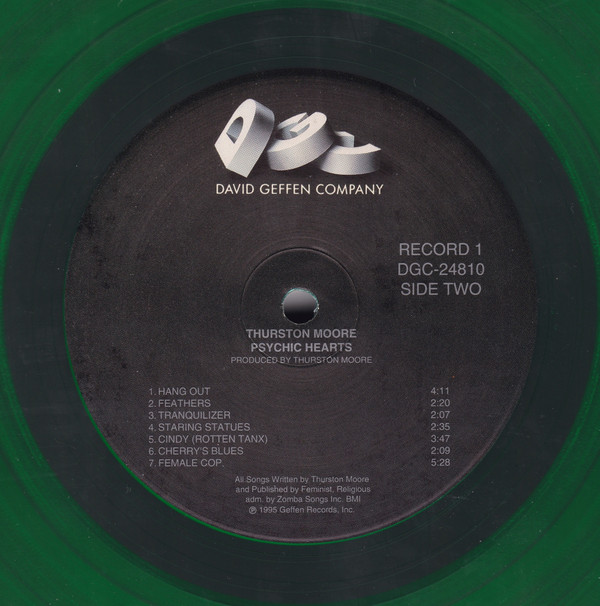 DGC
DAVID GEFFEN COMPANY
RECORD 1
DGC-24810
SIDE TWO
THURSTON MOORE
PSYCHIC HEARTS
PRODUCED BY THURSTON MOORE
1. HANG OUT 4:11
2. FEATHERS 2:20
3. TRANQUILIZER 2:07
4. STARING STATUES 2:35
5. CINDY (ROTTEN TANX) 3:47
6. CHERRY'S BLUES 2:09
7. FEMALE COP. 5:28
All Songs Written by Thurston Moore
and Published by Feminist, Religious
adm. by Zomba Songs Inc. BMI
℗ 1995 Geffen Records, Inc.